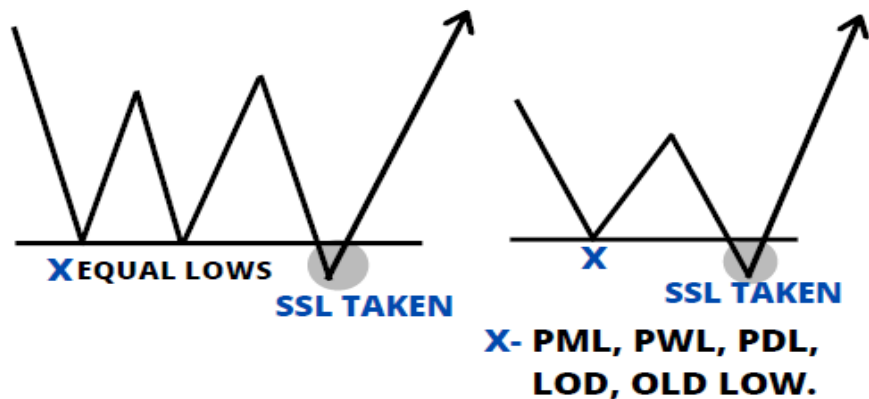 X EQUAL LOWS
SSL TAKEN
X
SSL TAKEN
X- PML, PWL, PDL,
LOD, OLD LOW.